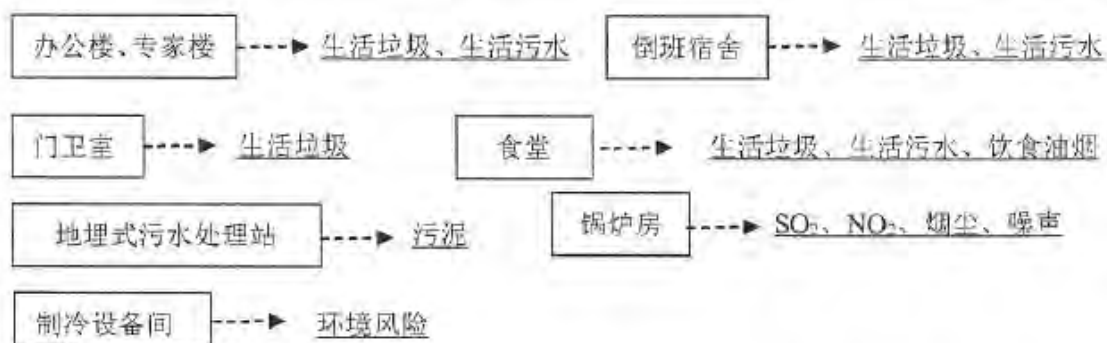 办公楼、专家楼 生活垃圾、生活污水 倒班宿舍 生活垃圾、生活污水
门卫室 生活垃圾 食堂 生活垃圾、生活污水、饮食油烟
地埋式污水处理站 污泥 锅炉房 SO₂、NO₂、烟尘、噪声
制冷设备间 环境风险